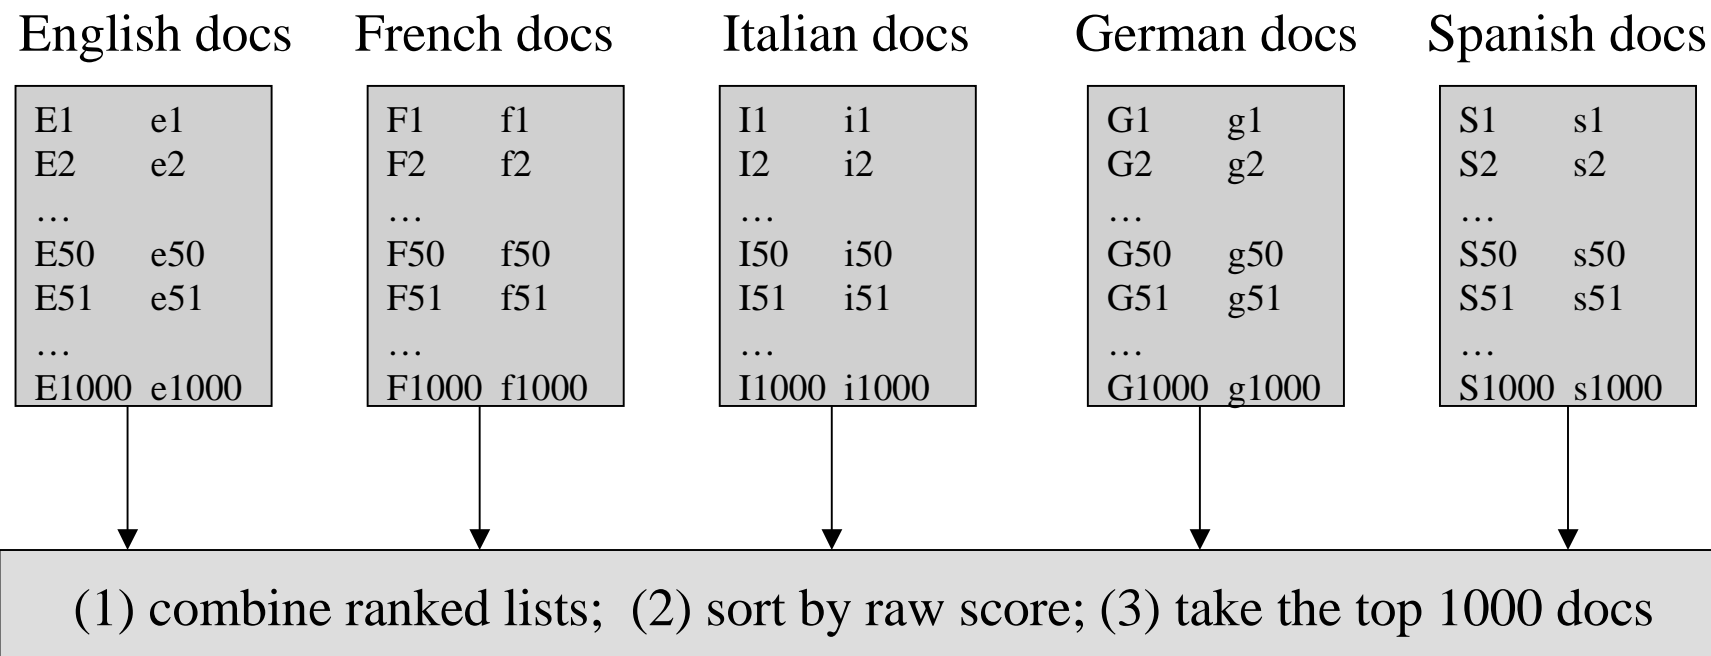 English docs
French docs
Italian docs
German docs
Spanish docs
E1 e1
E2 e2
…
E50 e50
E51 e51
…
E1000 e1000
F1 f1
F2 f2
…
F50 f50
F51 f51
…
F1000 f1000
I1 i1
I2 i2
…
I50 i50
I51 i51
…
I1000 i1000
G1 g1
G2 g2
…
G50 g50
G51 g51
…
G1000 g1000
S1 s1
S2 s2
…
S50 s50
S51 s51
…
S1000 s1000
(1) combine ranked lists; (2) sort by raw score; (3) take the top 1000 docs